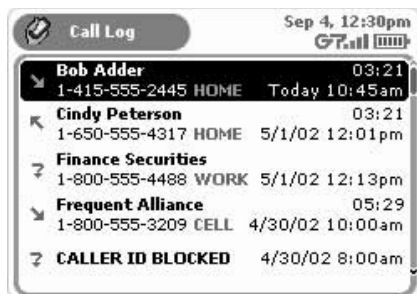 Call Log
Sep 4, 12:30pm
G
Bob Adder 03:21
1-415-555-2445 HOME Today 10:45am
Cindy Peterson 03:21
1-650-555-4317 HOME 5/1/02 12:01pm
Finance Securities
1-800-555-4488 WORK 5/1/02 12:13pm
Frequent Alliance 05:29
1-800-555-3209 CELL 4/30/02 10:00am
CALLER ID BLOCKED 4/30/02 8:00am